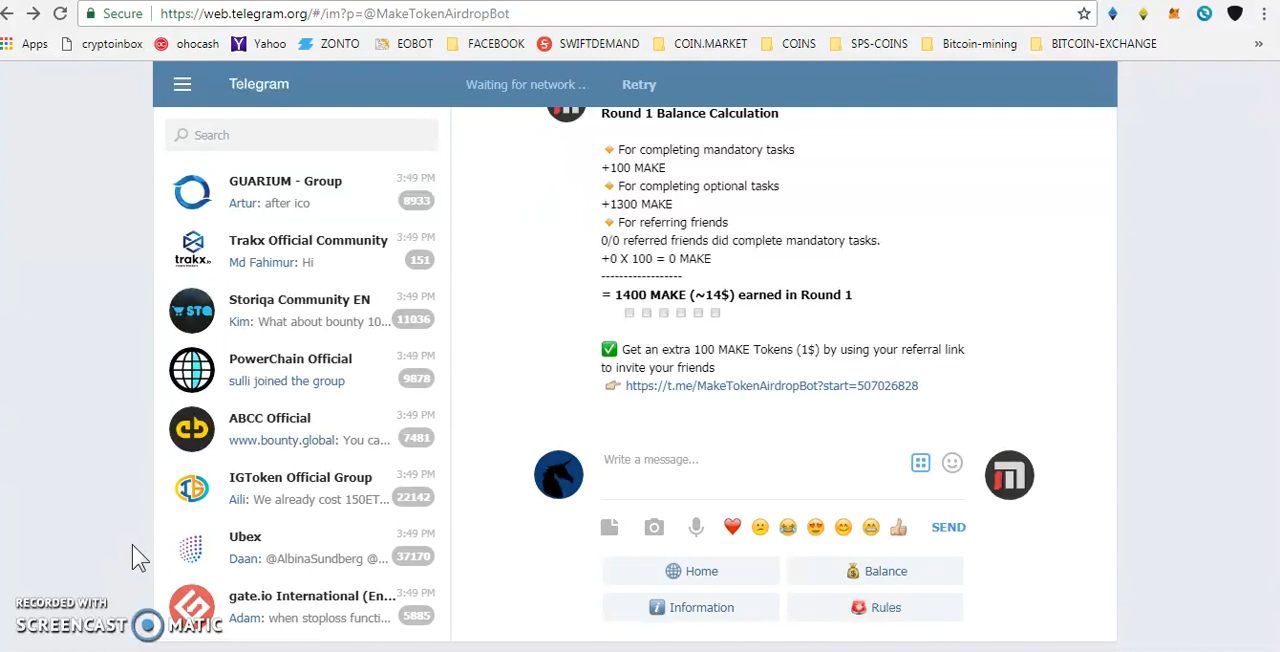 Secure https://web.telegram.org/#/im?p=@MakeTokenAirdropBot
Apps cryptoinbox ohocash Yahoo ZONTO EOBOT FACEBOOK SWIFTDEMAND COIN.MARKET COINS SPS-COINS Bitcoin-mining BITCOIN-EXCHANGE »
Telegram Waiting for network ... Retry
Search
GUARIUM - Group 3:49 PM
Artur: after ico 8933
Trakx Official Community 3:49 PM
trakx.io
Md Fahimur: Hi 151
Storiqa Community EN 3:49 PM
STQ
Kim: What about bounty 10... 11036
PowerChain Official 3:49 PM
sulli joined the group 9878
ABCC Official 3:49 PM
www.bounty.global: You ca... 7481
IGToken Official Group 3:49 PM
Aili: We already cost 150ET... 22142
Ubex 3:49 PM
Daan: @AlbinaSundberg @... 37170
gate.io International (En... 3:49 PM
Adam: when stoploss functi... 5885
Round 1 Balance Calculation
For completing mandatory tasks
+100 MAKE
For completing optional tasks
+1300 MAKE
For referring friends
0/0 referred friends did complete mandatory tasks.
+0 X 100 = 0 MAKE
------------------
= 1400 MAKE (~14$) earned in Round 1
Get an extra 100 MAKE Tokens (1$) by using your referral link
to invite your friends
https://t.me/MakeTokenAirdropBot?start=507026828
Write a message...
SEND
Home Balance
Information Rules
RECORDED WITH
SCREENCAST MATIC